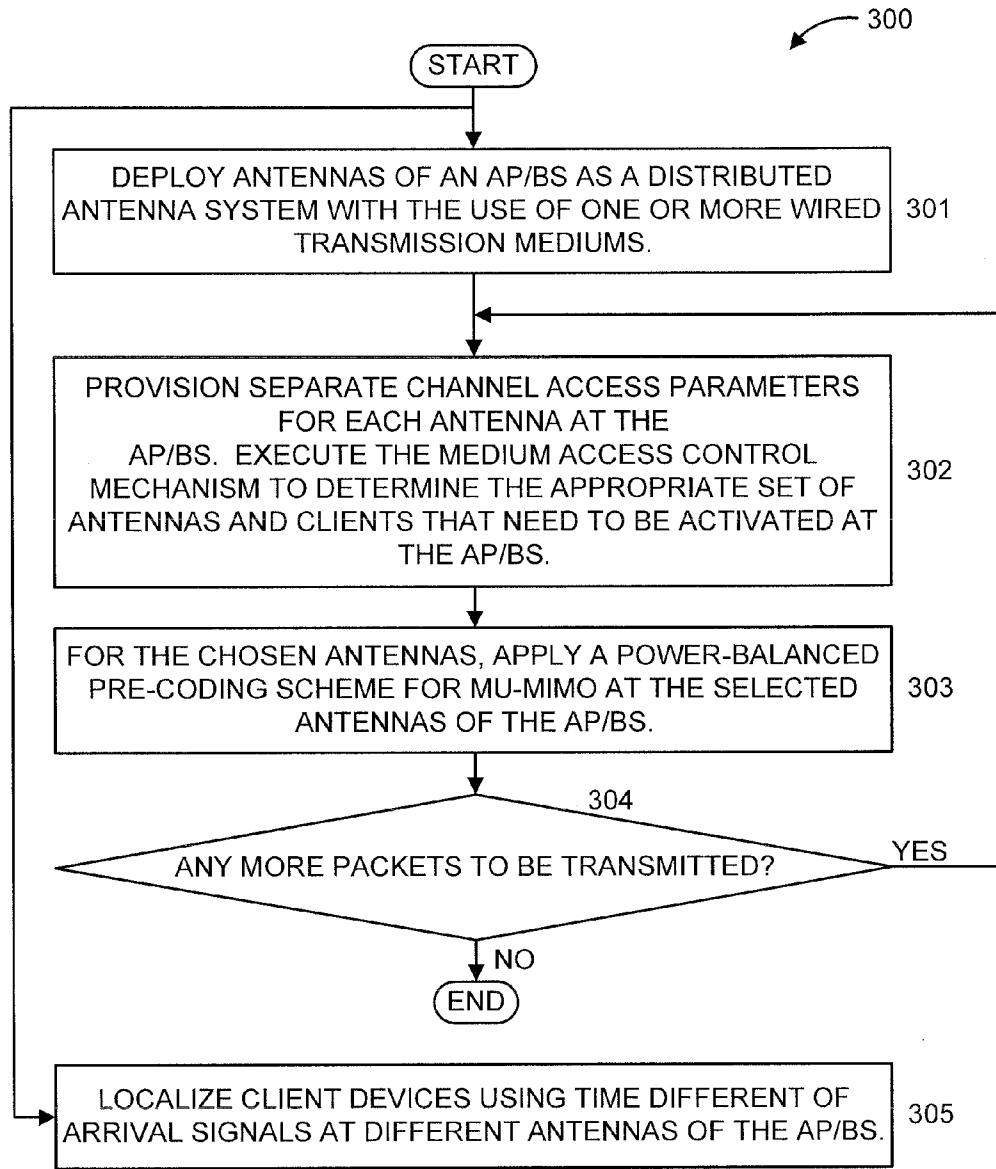 300
START
DEPLOY ANTENNAS OF AN AP/BS AS A DISTRIBUTED
ANTENNA SYSTEM WITH THE USE OF ONE OR MORE WIRED
TRANSMISSION MEDIUMS.
301
PROVISION SEPARATE CHANNEL ACCESS PARAMETERS
FOR EACH ANTENNA AT THE
AP/BS. EXECUTE THE MEDIUM ACCESS CONTROL
MECHANISM TO DETERMINE THE APPROPRIATE SET OF
ANTENNAS AND CLIENTS THAT NEED TO BE ACTIVATED AT
THE AP/BS.
302
FOR THE CHOSEN ANTENNAS, APPLY A POWER-BALANCED
PRE-CODING SCHEME FOR MU-MIMO AT THE SELECTED
ANTENNAS OF THE AP/BS.
303
304
ANY MORE PACKETS TO BE TRANSMITTED?
YES
NO
END
LOCALIZE CLIENT DEVICES USING TIME DIFFERENT OF
ARRIVAL SIGNALS AT DIFFERENT ANTENNAS OF THE AP/BS.
305